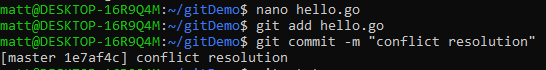 matt@DESKTOP-16R9Q4M:~/gitDemo$ nano hello.go
matt@DESKTOP-16R9Q4M:~/gitDemo$ git add hello.go
matt@DESKTOP-16R9Q4M:~/gitDemo$ git commit -m "conflict resolution"
[master 1e7af4c] conflict resolution